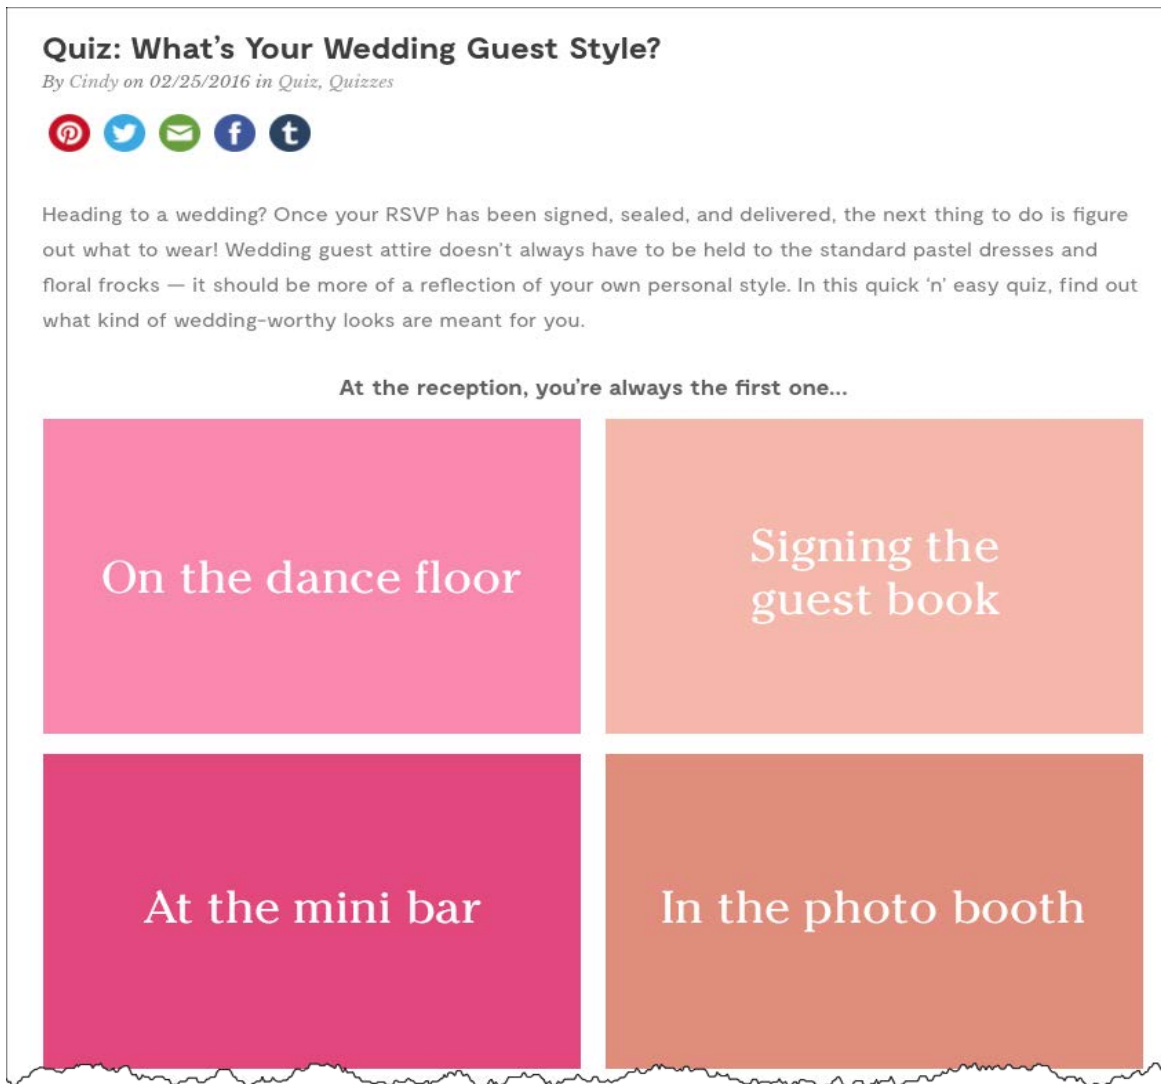 Quiz: What’s Your Wedding Guest Style?
By Cindy on 02/25/2016 in Quiz, Quizzes
Heading to a wedding? Once your RSVP has been signed, sealed, and delivered, the next thing to do is figure
out what to wear! Wedding guest attire doesn’t always have to be held to the standard pastel dresses and
floral frocks — it should be more of a reflection of your own personal style. In this quick ‘n’ easy quiz, find out
what kind of wedding-worthy looks are meant for you.
At the reception, you’re always the first one...
On the dance floor
Signing the
guest book
At the mini bar
In the photo booth